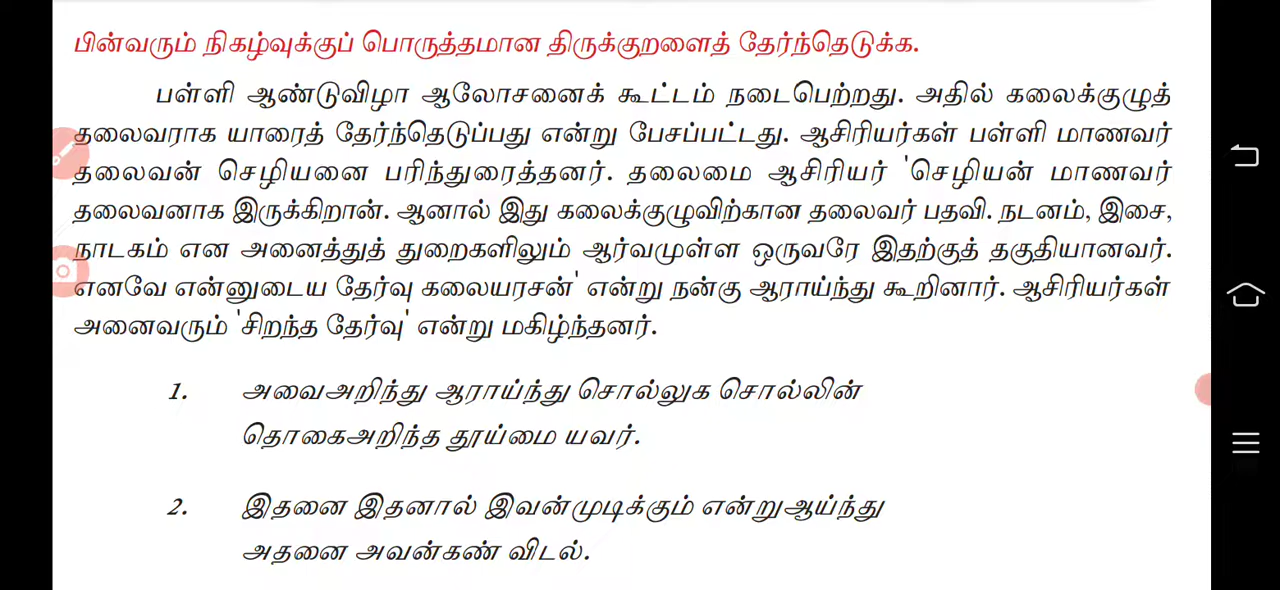 பின்வரும் நிகழ்வுக்குப் பொருத்தமான திருக்குறளைத் தேர்ந்தெடுக்க.
பள்ளி ஆண்டுவிழா ஆலோசனைக் கூட்டம் நடைபெற்றது. அதில் கலைக்குழுத்
தலைவராக யாரைத் தேர்ந்தெடுப்பது என்று பேசப்பட்டது. ஆசிரியர்கள் பள்ளி மாணவர்
தலைவன் செழியனை பரிந்துரைத்தனர். தலைமை ஆசிரியர் 'செழியன் மாணவர்
தலைவனாக இருக்கிறான். ஆனால் இது கலைக்குழுவிற்கான தலைவர் பதவி. நடனம், இசை,
நாடகம் என அனைத்துத் துறைகளிலும் ஆர்வமுள்ள ஒருவரே இதற்குத் தகுதியானவர்.
எனவே என்னுடைய தேர்வு கலையரசன்' என்று நன்கு ஆராய்ந்து கூறினார். ஆசிரியர்கள்
அனைவரும் 'சிறந்த தேர்வு' என்று மகிழ்ந்தனர்.
1. அவைஅறிந்து ஆராய்ந்து சொல்லுக சொல்லின்
தொகைஅறிந்த தூய்மை யவர்.
2. இதனை இதனால் இவன்முடிக்கும் என்றுஆய்ந்து
அதனை அவன்கண் விடல்.